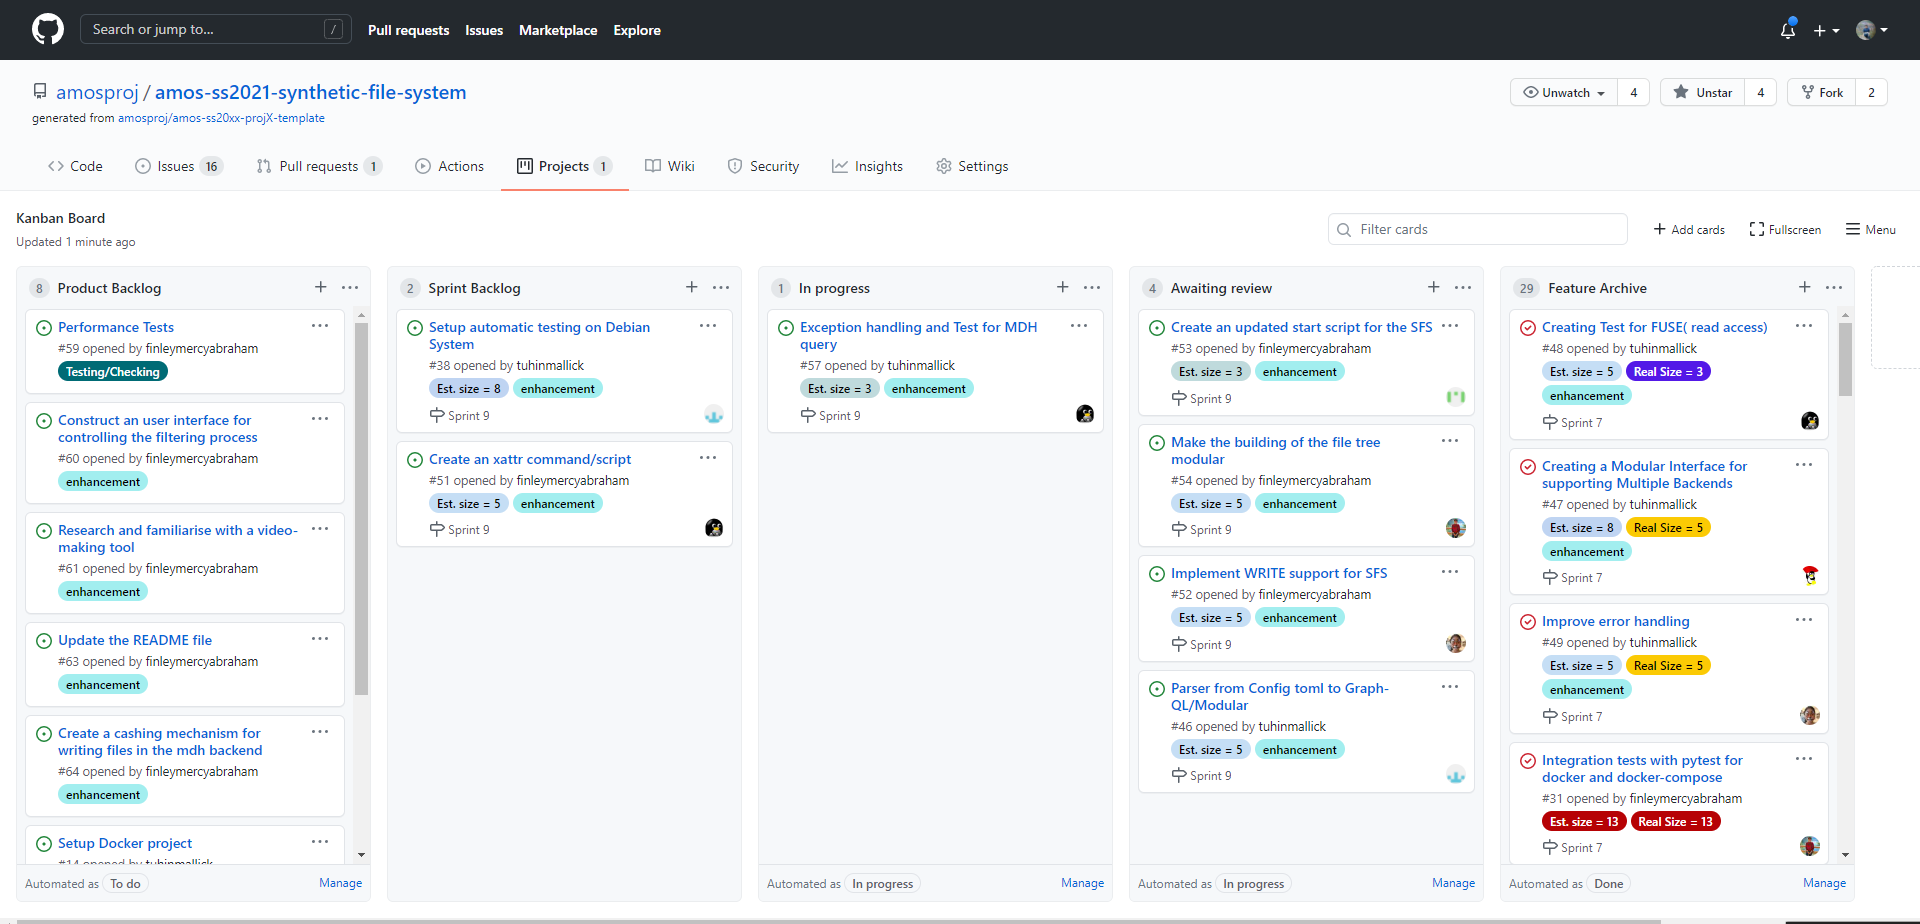 Search or jump to... /
Pull requests Issues Marketplace Explore
amosproj / amos-ss2021-synthetic-file-system
generated from amosproj/amos-ss20xx-projX-template
Unwatch 4 Unstar 4 Fork 2
Code Issues 16 Pull requests 1 Actions Projects 1 Wiki Security Insights Settings
Kanban Board
Updated 1 minute ago
Filter cards
Add cards Fullscreen Menu
8 Product Backlog
Performance Tests
#59 opened by finleymercyabraham
Testing/Checking
Construct an user interface for
controlling the filtering process
#60 opened by finleymercyabraham
enhancement
Research and familiarise with a video-
making tool
#61 opened by finleymercyabraham
enhancement
Update the README file
#63 opened by finleymercyabraham
enhancement
Create a cashing mechanism for
writing files in the mdh backend
#64 opened by finleymercyabraham
enhancement
Setup Docker project
#14 opened by tuhinmallick
Automated as To do Manage
2 Sprint Backlog
Setup automatic testing on Debian
System
#38 opened by tuhinmallick
Est. size = 8 enhancement
Sprint 9
Create an xattr command/script
#51 opened by finleymercyabraham
Est. size = 5 enhancement
Sprint 9
1 In progress
Exception handling and Test for MDH
query
#57 opened by tuhinmallick
Est. size = 3 enhancement
Sprint 9
Automated as In progress Manage
4 Awaiting review
Create an updated start script for the SFS
#53 opened by finleymercyabraham
Est. size = 3 enhancement
Sprint 9
Make the building of the file tree
modular
#54 opened by finleymercyabraham
Est. size = 5 enhancement
Sprint 9
Implement WRITE support for SFS
#52 opened by finleymercyabraham
Est. size = 5 enhancement
Sprint 9
Parser from Config toml to Graph-
QL/Modular
#46 opened by tuhinmallick
Est. size = 5 enhancement
Sprint 9
Automated as In progress Manage
29 Feature Archive
Creating Test for FUSE( read access)
#48 opened by tuhinmallick
Est. size = 5 Real Size = 3
enhancement
Sprint 7
Creating a Modular Interface for
supporting Multiple Backends
#47 opened by tuhinmallick
Est. size = 8 Real Size = 5
enhancement
Sprint 7
Improve error handling
#49 opened by tuhinmallick
Est. size = 5 Real Size = 5
enhancement
Sprint 7
Integration tests with pytest for
docker and docker-compose
#31 opened by finleymercyabraham
Est. size = 13 Real Size = 13
Sprint 7
Automated as Done Manage